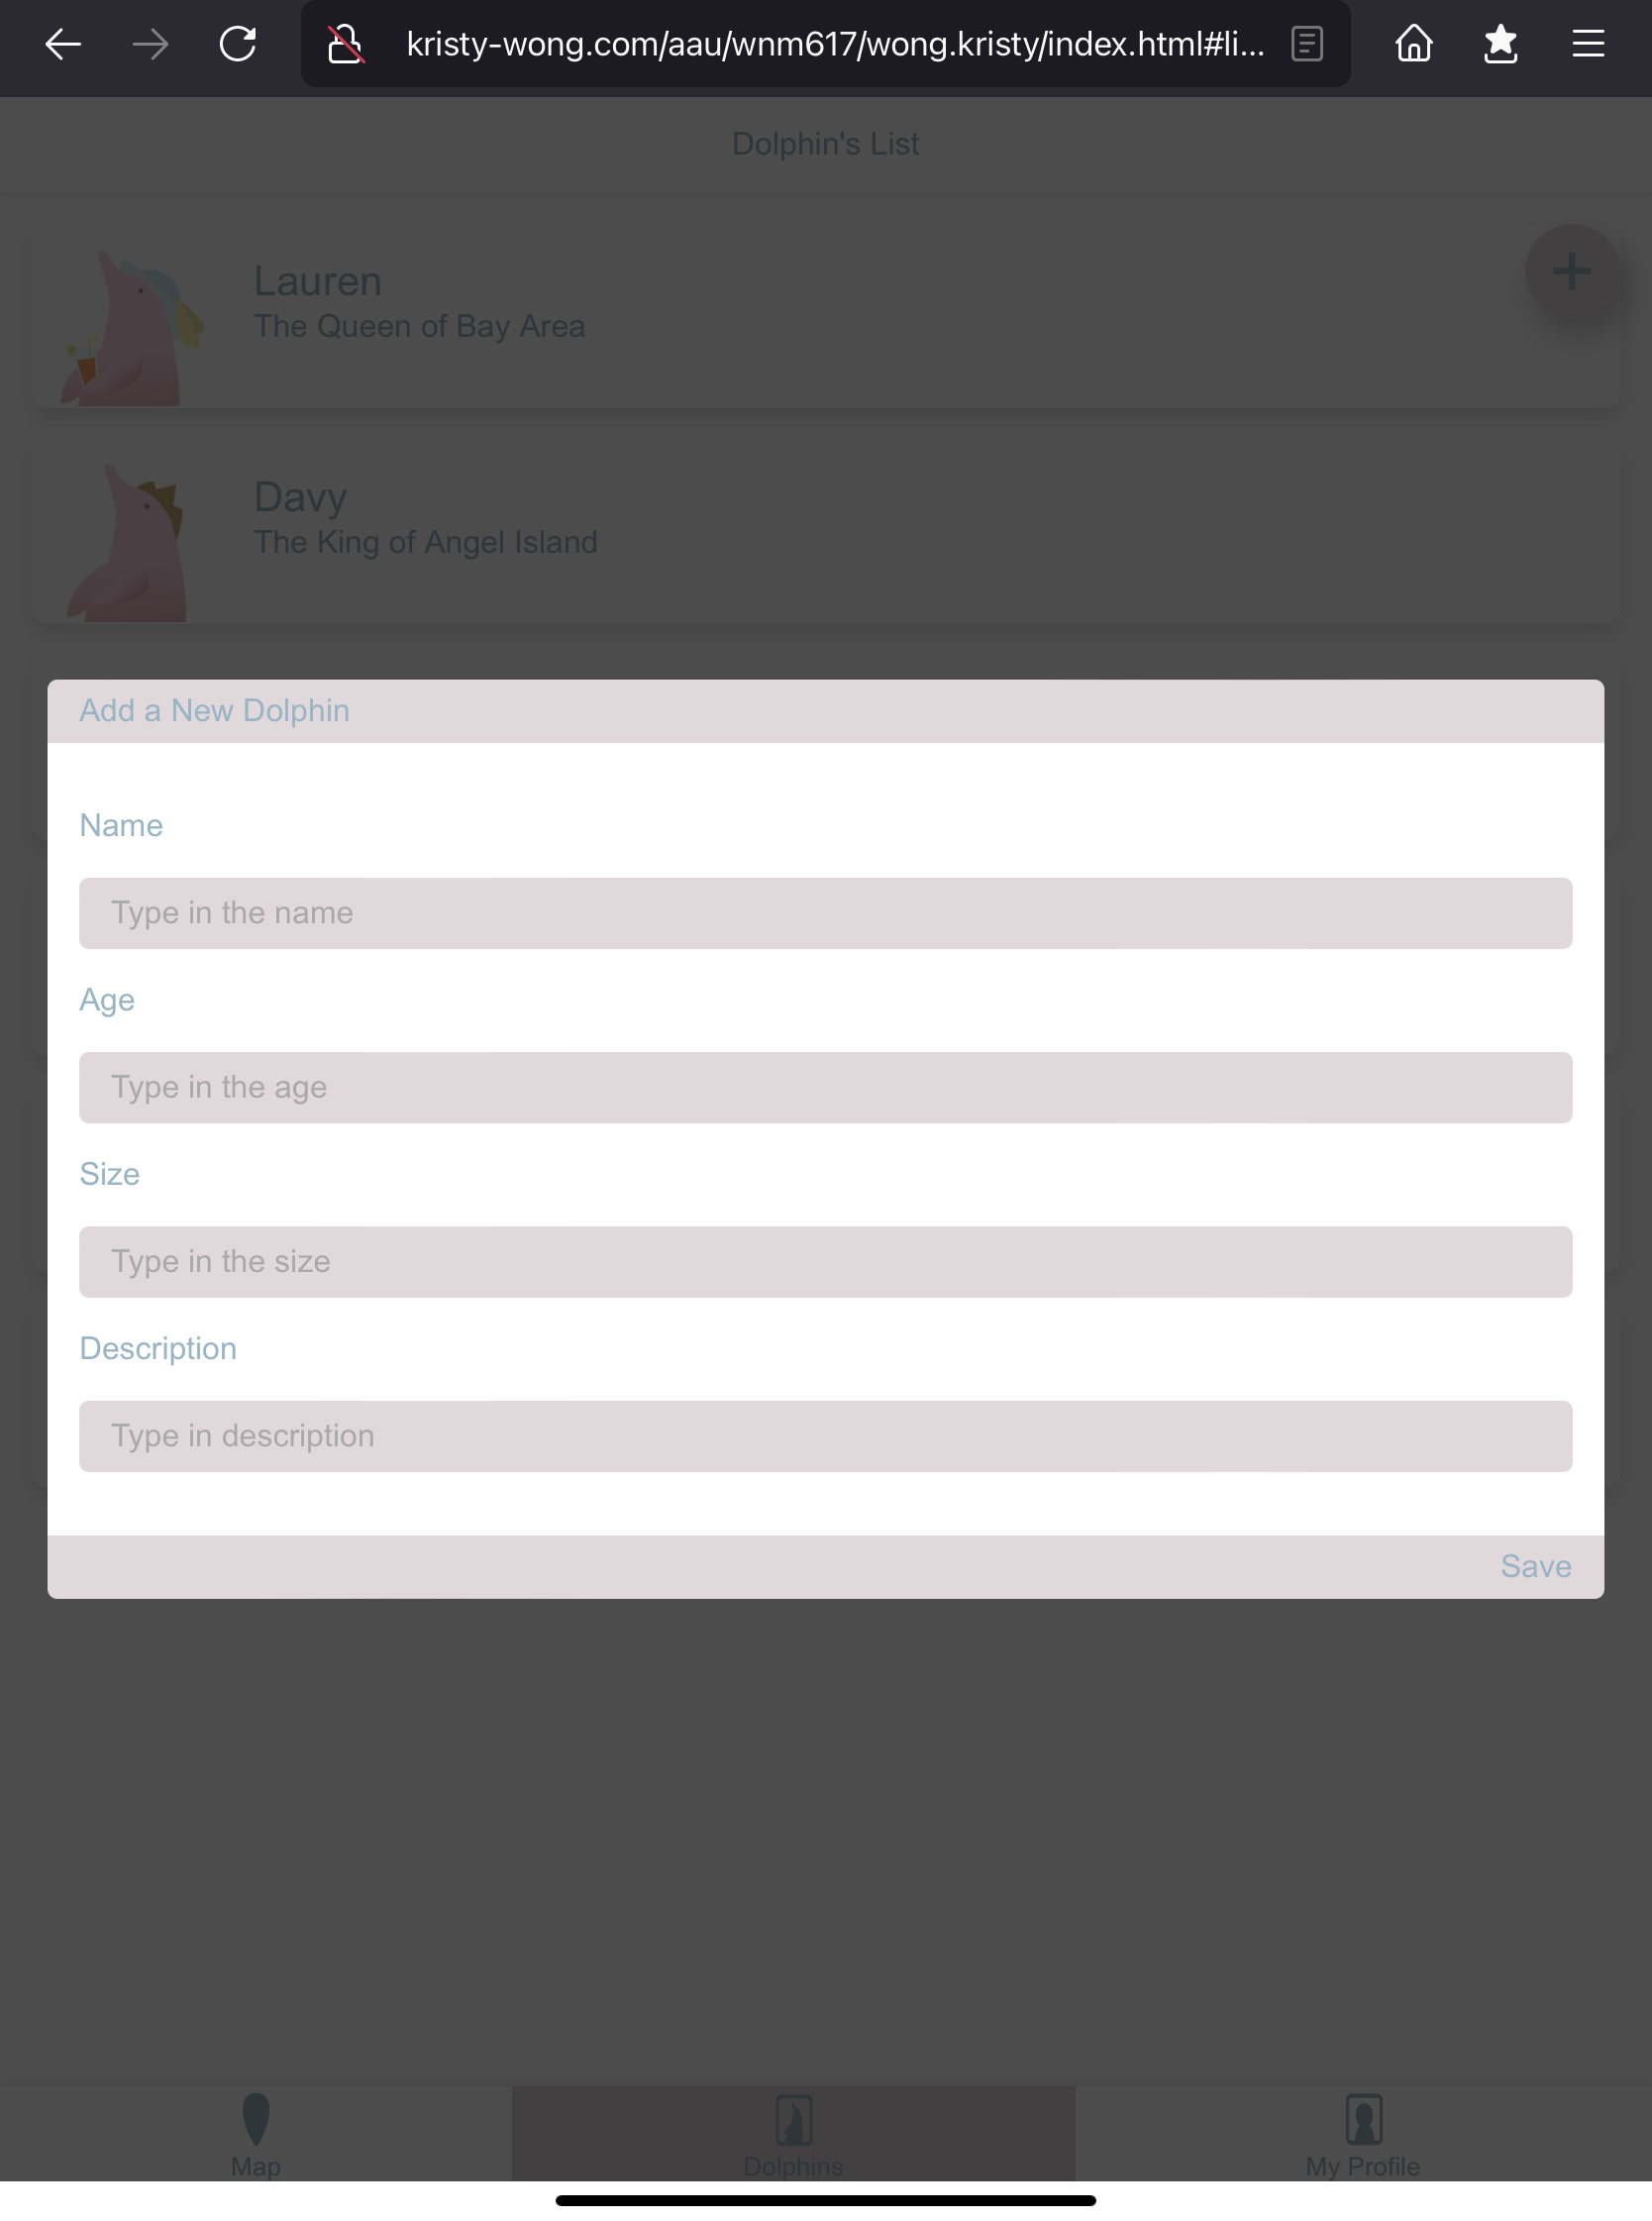 kristy-wong.com/aau/wnm617/wong.kristy/index.html#li...
Dolphin's List
Lauren
The Queen of Bay Area
Davy
The King of Angel Island
Add a New Dolphin
Name
Type in the name
Age
Type in the age
Size
Type in the size
Description
Type in description
Save
Map
Dolphins
My Profile